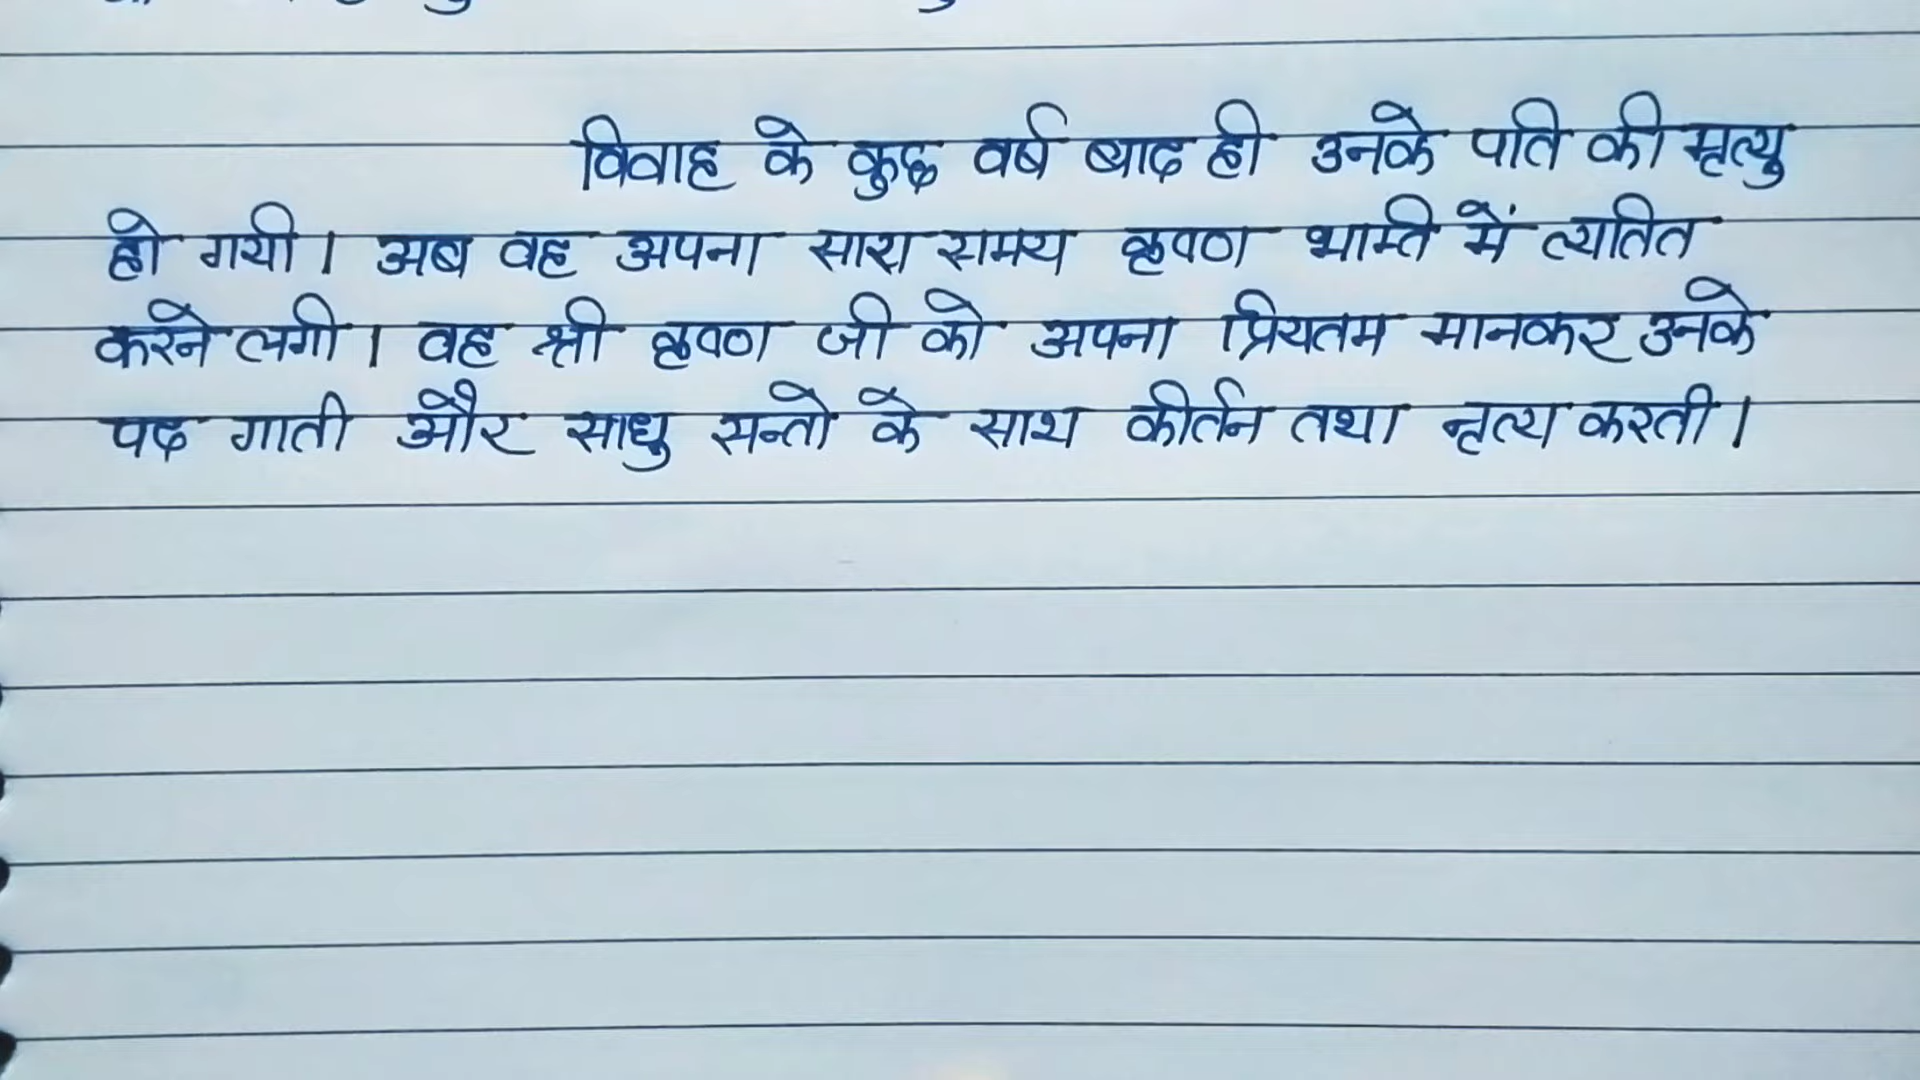 विवाह के कुछ वर्ष बाद ही उनके पति की मृत्यु
हो गयी। अब वह अपना सारा समय कृष्ण भक्ति में व्यतित
करने लगी। वह श्री कृष्ण जी को अपना प्रियतम मानकर उनके
पद गाती और साधु सन्तो के साथ कीर्तन तथा नृत्य करती।